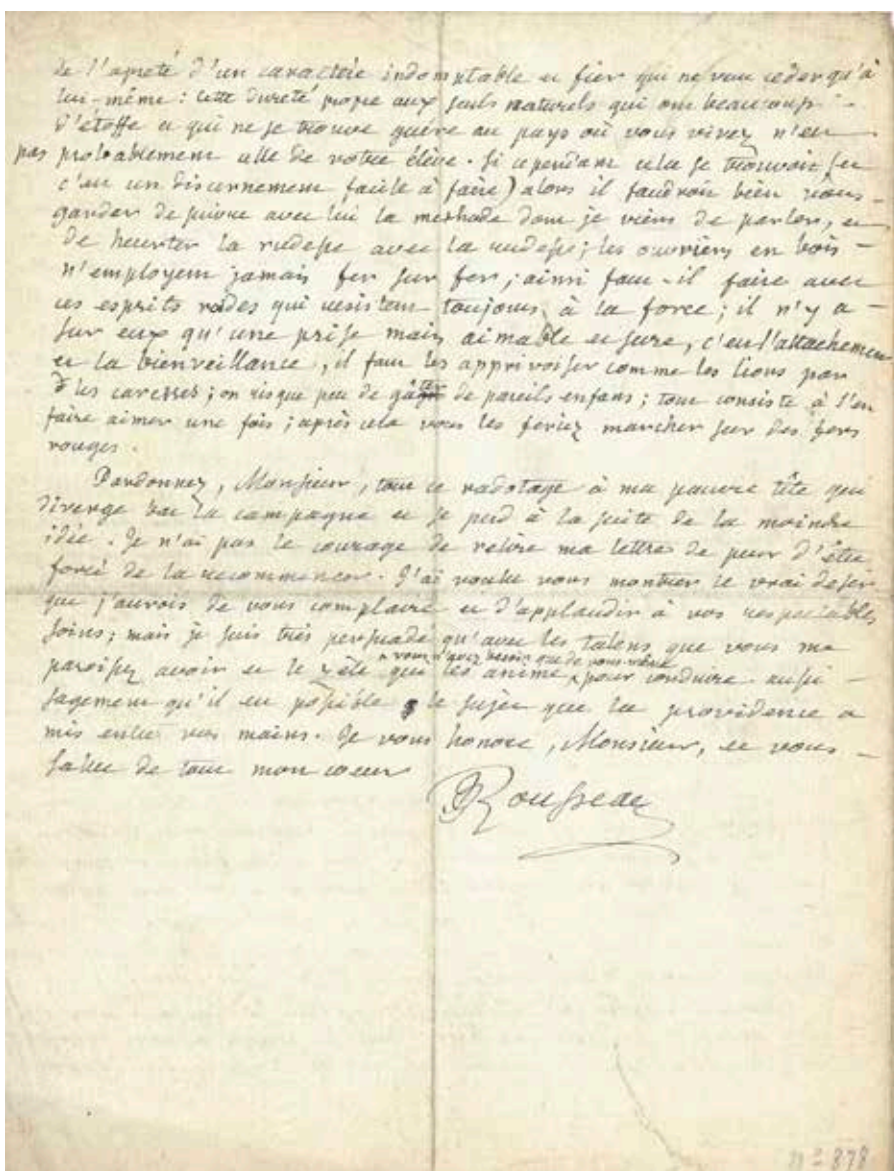 de l'apreté d'un caractére indomptable et fier qui ne veut ceder qu'à
lui-même : cette dureté propre aux seuls naturels qui ont beaucoup -
d'étoffe et qui ne se trouve guére au pays où vous vivez n'est
pas probablement celle de votre élève. Si cependant cela se trouvoit (et
c'est un discernement facile à faire) alors il faudroit bien vous -
garder de suivre avec lui la methode dont je viens de parler, et
de heurter la rudesse avec la rudesse ; les ouvriers en bois -
n'employent jamais fer sur fer ; ainsi faut-il faire avec
ces esprits roides qui resistent toujours à la force ; il n'y a -
sur eux qu'une prise mais aimable et sure, c'est l'attachement
et la bienveillance, il faut les apprivoiser comme les lions par
les caresses ; on risque peu de gâter de pareils enfans ; tout consiste à s'en
faire aimer une fois ; après cela vous les feriez marcher sur des fers
rouges.
Pardonnez, Monsieur, tout ce radotage à ma pauvre tête qui
diverge bat la campagne et se perd à la suite de la moindre
idée. Je n'ai pas le courage de relire ma lettre de peur d'être
forcé de la recommencer. J'ai voulu vous montrer le vrai desir
que j'aurois de vous complaire et d'applaudir à vos respectables
soins ; mais je suis très persuadé qu'avec les talens que vous me
paroissez avoir et le zèle qui les anime, vous n'avez besoin que de vous-même pour conduire aussi -
sagement qu'il est possible le sujet que la providence a
mis entre vos mains. Je vous honore, Monsieur, et vous -
salue de tout mon cœur
JJRousseau
n° 878